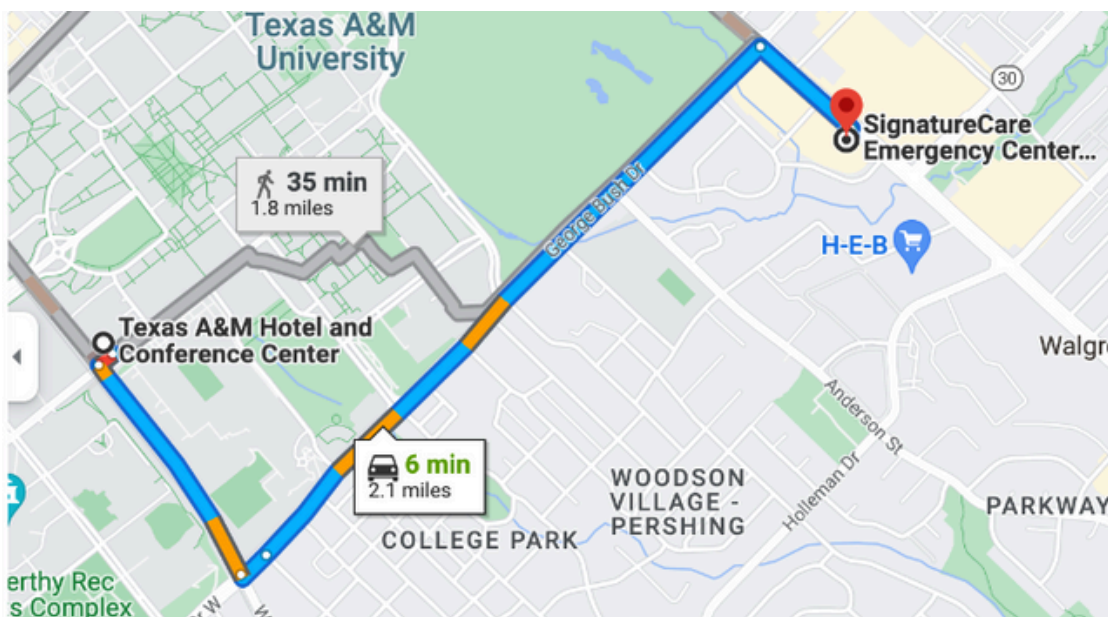 Texas A&M
University
30
SignatureCare
Emergency Center...
35 min
1.8 miles
George Bush Dr
H-E-B
Texas A&M Hotel and
Conference Center
Walgr
Anderson St
6 min
2.1 miles
WOODSON
VILLAGE -
PERSHING
Holleman Dr
PARKWAY
COLLEGE PARK
erthy Rec
s Complex